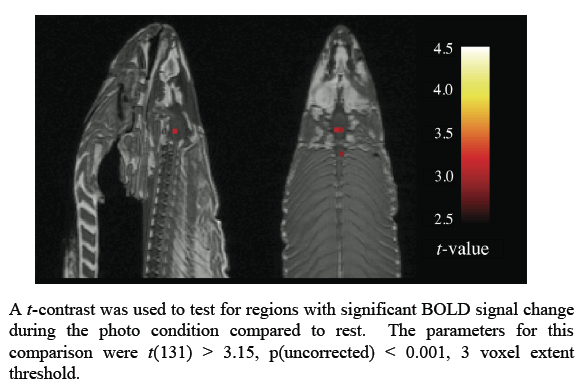 4.5
4.0
3.5
3.0
2.5
t-value
A t-contrast was used to test for regions with significant BOLD signal change
during the photo condition compared to rest. The parameters for this
comparison were t(131) > 3.15, p(uncorrected) < 0.001, 3 voxel extent
threshold.